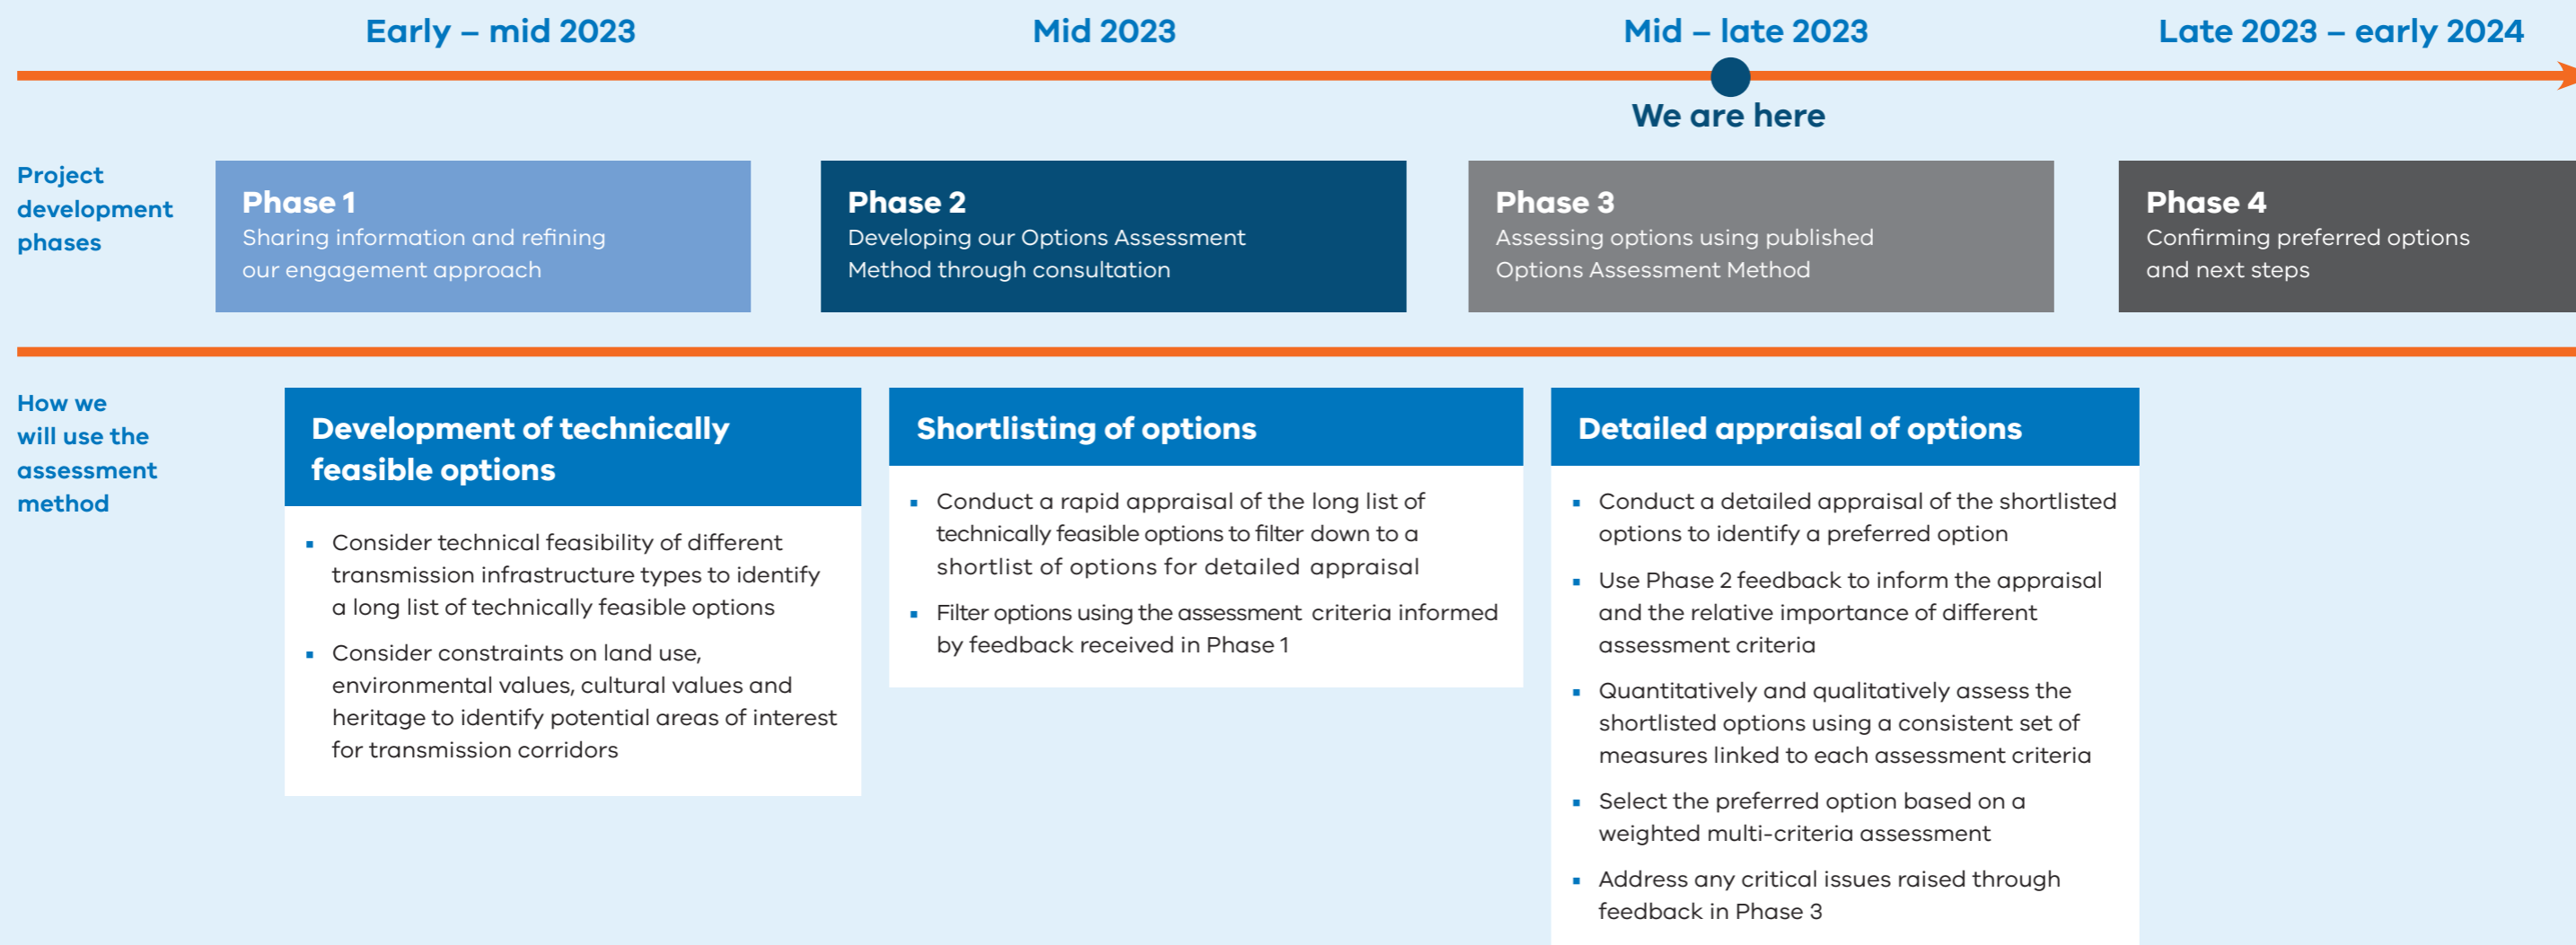 Early – mid 2023
Mid 2023
Mid – late 2023
Late 2023 – early 2024
We are here
Project
development
phases
Phase 1
Sharing information and refining
our engagement approach
Phase 2
Developing our Options Assessment
Method through consultation
Phase 3
Assessing options using published
Options Assessment Method
Phase 4
Confirming preferred options
and next steps
How we
will use the
assessment
method
Development of technically
feasible options
▪ Consider technical feasibility of different
transmission infrastructure types to identify
a long list of technically feasible options
▪ Consider constraints on land use,
environmental values, cultural values and
heritage to identify potential areas of interest
for transmission corridors
Shortlisting of options
▪ Conduct a rapid appraisal of the long list of
technically feasible options to filter down to a
shortlist of options for detailed appraisal
▪ Filter options using the assessment criteria informed
by feedback received in Phase 1
Detailed appraisal of options
▪ Conduct a detailed appraisal of the shortlisted
options to identify a preferred option
▪ Use Phase 2 feedback to inform the appraisal
and the relative importance of different
assessment criteria
▪ Quantitatively and qualitatively assess the
shortlisted options using a consistent set of
measures linked to each assessment criteria
▪ Select the preferred option based on a
weighted multi-criteria assessment
▪ Address any critical issues raised through
feedback in Phase 3